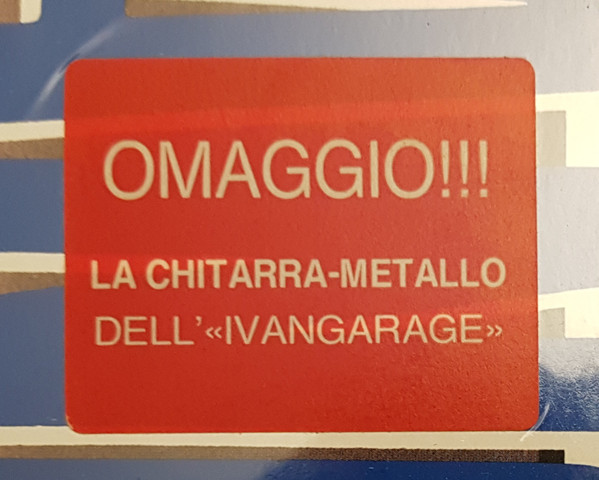 OMAGGIO!!!
LA CHITARRA-METALLO
DELL'«IVANGARAGE»